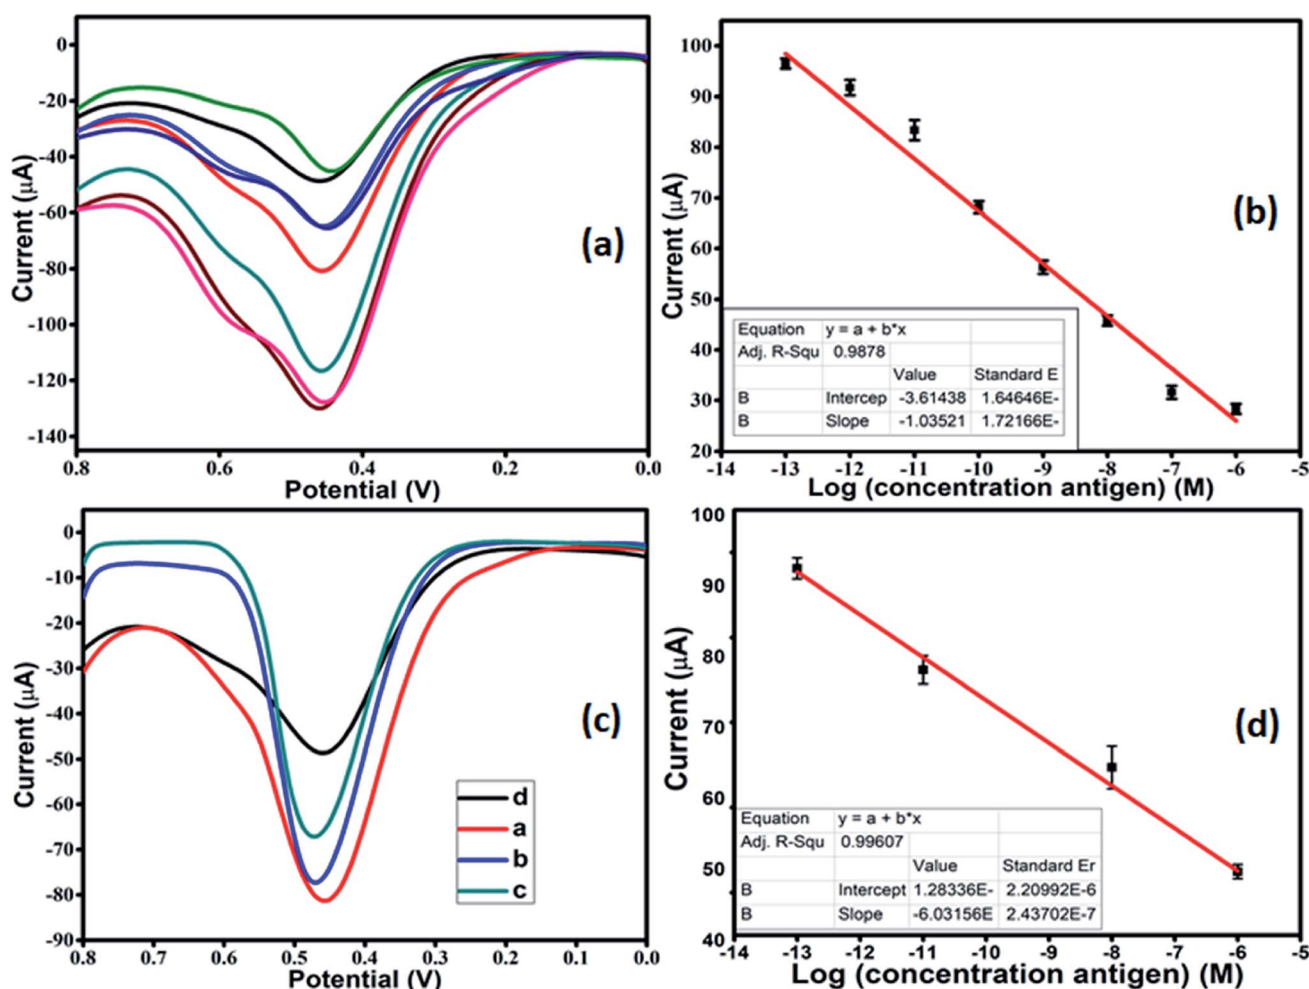 0
-20
-40
-60
-80
-100
-120
-140
0.8
0.6
0.4
0.2
0.0
Current (µA)
Potential (V)
(a)
100
90
80
70
60
50
40
30
20
-14
-13
-12
-11
-10
-9
-8
-7
-6
-5
Current (µA)
Log (concentration antigen) (M)
(b)
Equation y = a + b*x
Adj. R-Squ 0.9878
Value Standard E
B Intercep -3.61438 1.64646E-
B Slope -1.03521 1.72166E-
0
-10
-20
-30
-40
-50
-60
-70
-80
-90
0.8
0.7
0.6
0.5
0.4
0.3
0.2
0.1
0.0
Current (µA)
Potential (V)
(c)
d
a
b
c
100
90
80
70
60
50
40
-14
-13
-12
-11
-10
-9
-8
-7
-6
-5
Current (µA)
Log (concentration antigen) (M)
(d)
Equation y = a + b*x
Adj. R-Squ 0.99607
Value Standard Er
B Intercept 1.28336E- 2.20992E-6
B Slope -6.03156E 2.43702E-7